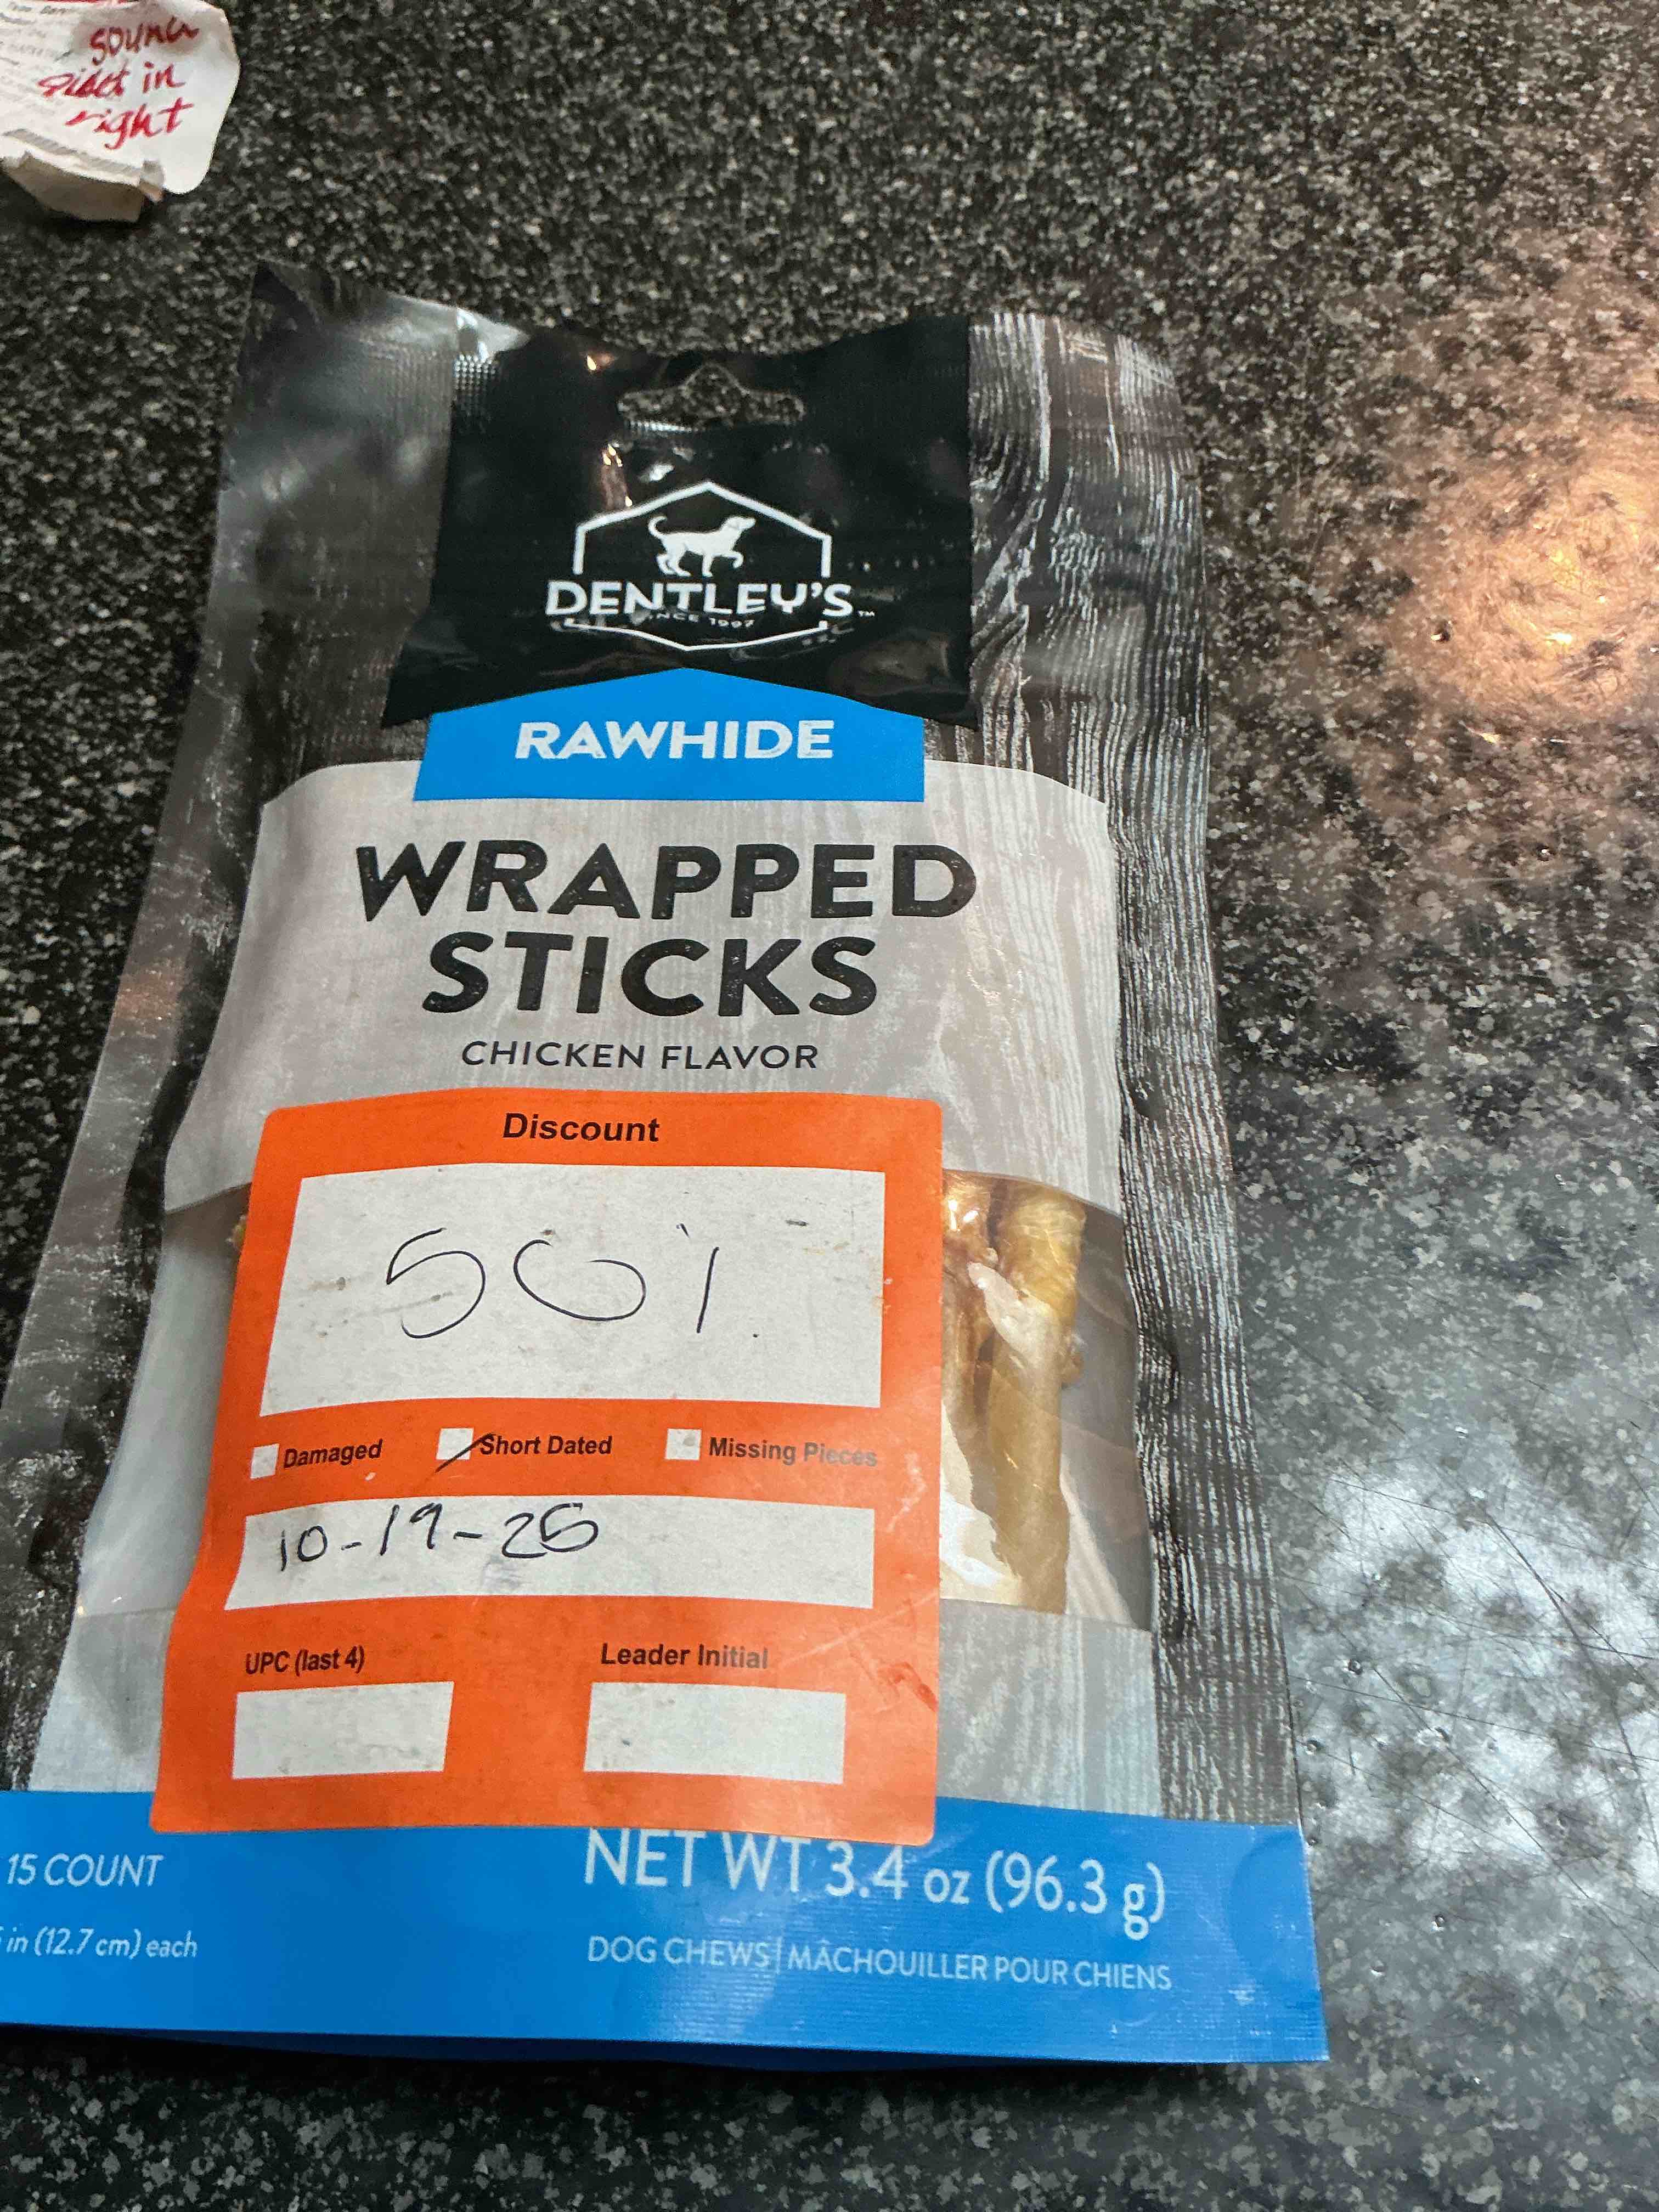 sound
in
right
DENTLEY'S™
SINCE 1997
RAWHIDE
WRAPPED
STICKS
CHICKEN FLAVOR
Discount
50%
Damaged Short Dated Missing Pieces
10-19-25
UPC (last 4) Leader Initial
15 COUNT
in (12.7 cm) each
NET WT 3.4 oz (96.3 g)
DOG CHEWS | MÂCHOUILLER POUR CHIENS